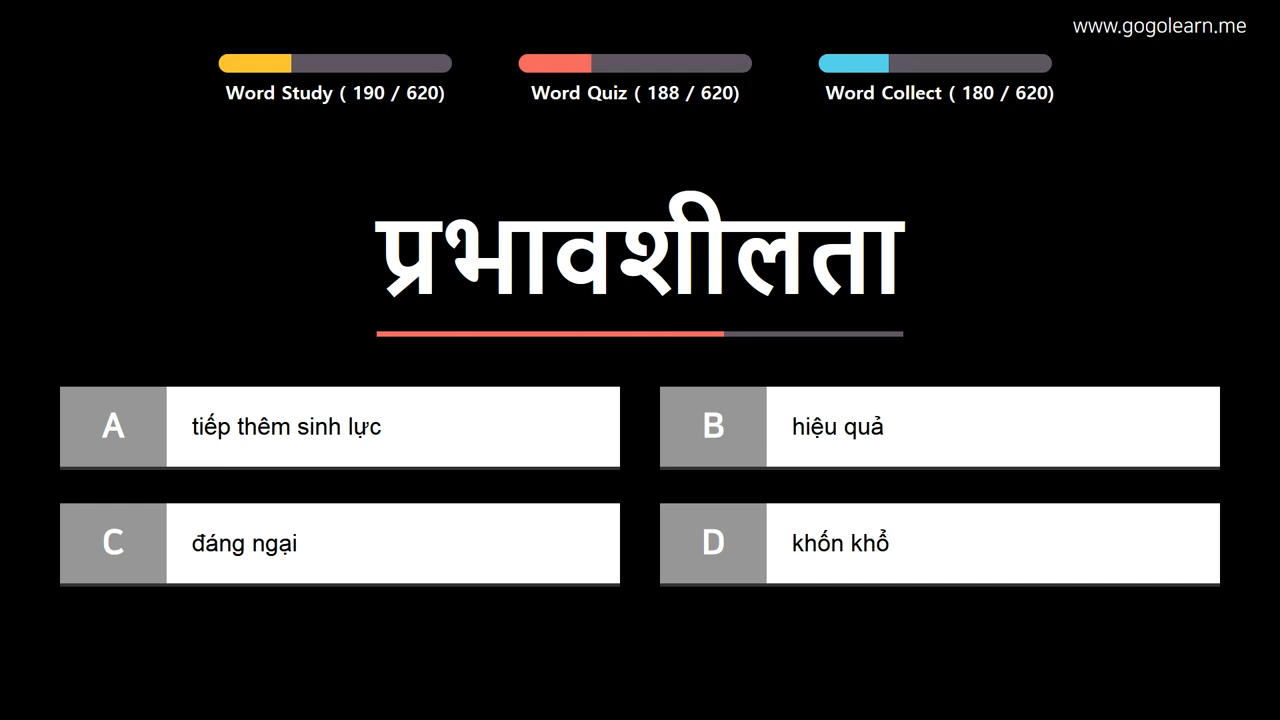 www.gogolearn.me
Word Study ( 190 / 620)
Word Quiz ( 188 / 620)
Word Collect ( 180 / 620)
प्रभावशीलता
A tiếp thêm sinh lực
B hiệu quả
C đáng ngại
D khốn khổ